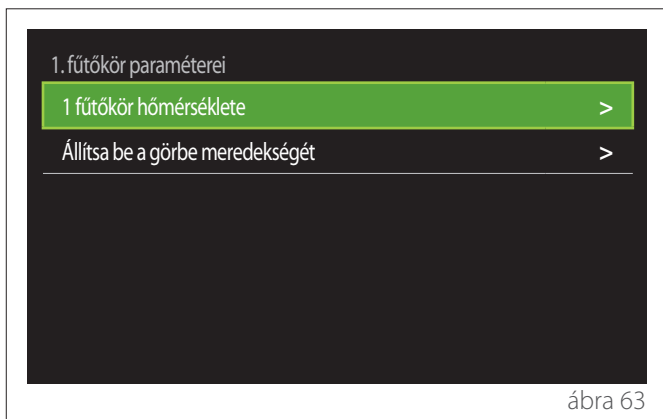 1. fűtőkör paraméterei
1 fűtőkör hőmérséklete >
Állítsa be a görbe meredekségét >
ábra 63